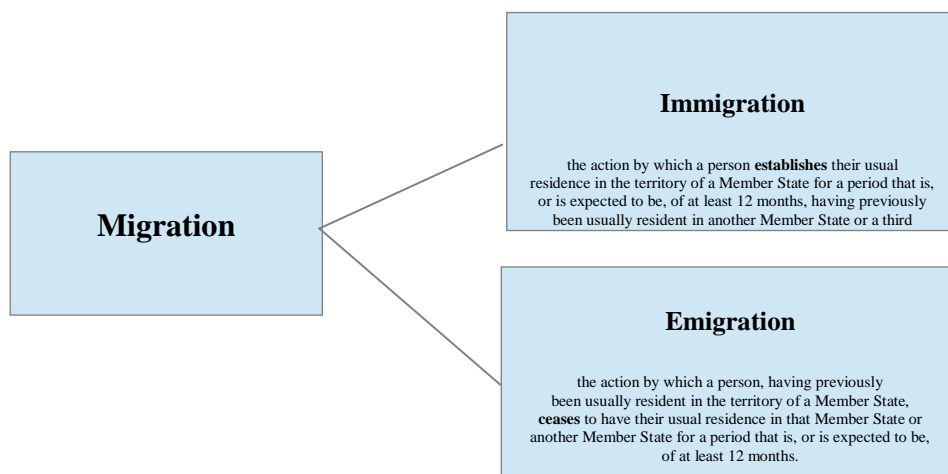 Migration
Immigration
the action by which a person establishes their usual
residence in the territory of a Member State for a period that is,
or is expected to be, of at least 12 months, having previously
been usually resident in another Member State or a third
Emigration
the action by which a person, having previously
been usually resident in the territory of a Member State,
ceases to have their usual residence in that Member State or
another Member State for a period that is, or is expected to be,
of at least 12 months.